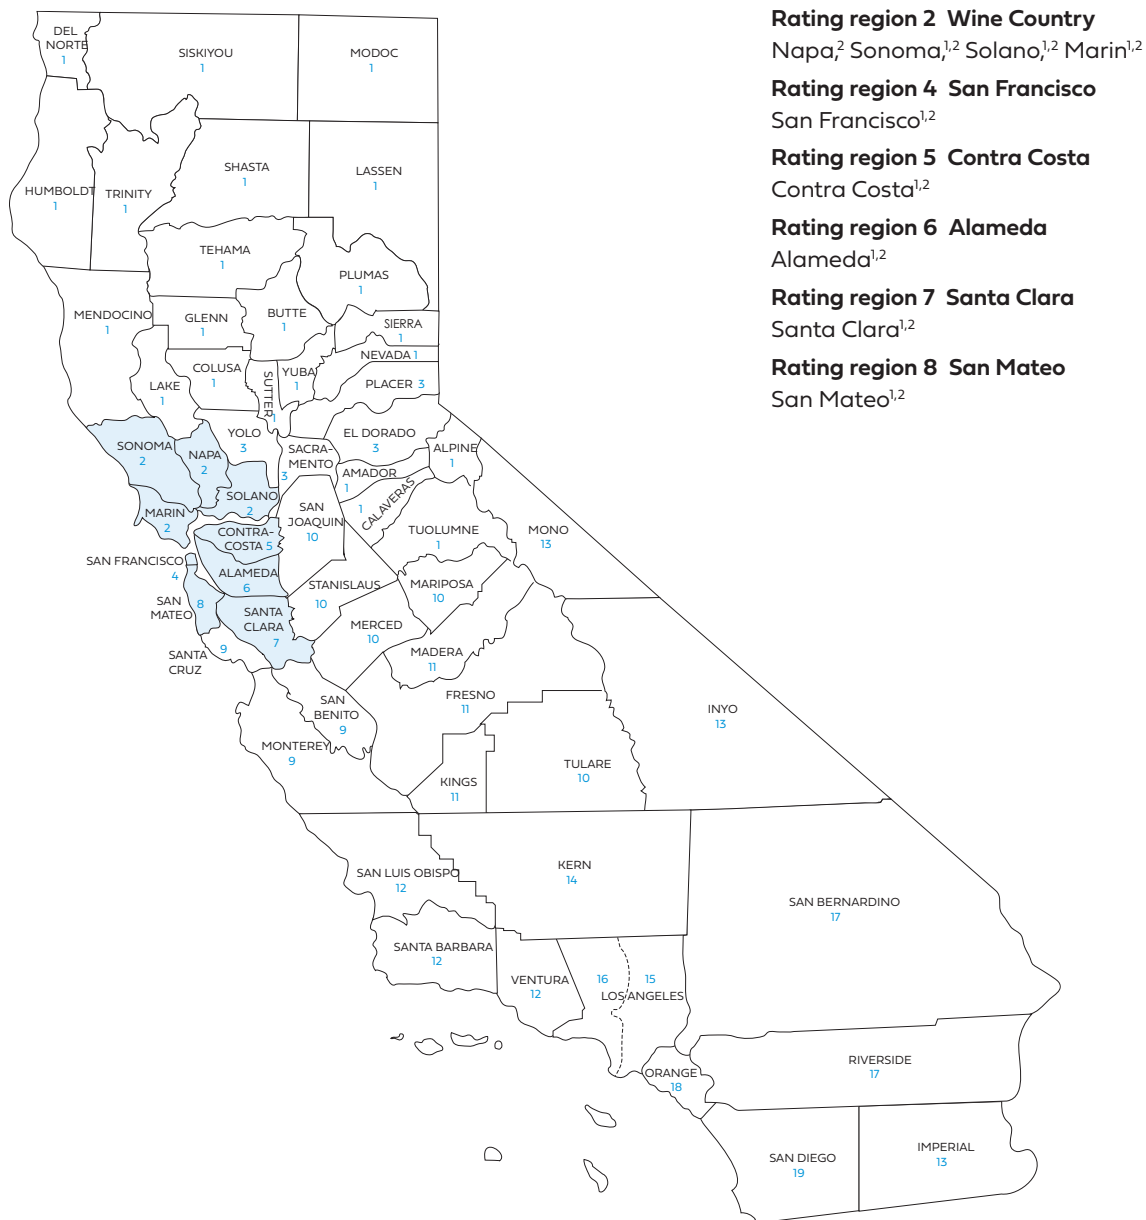 Rating region 2 Wine Country
Napa,² Sonoma,¹,² Solano,¹,² Marin¹,²
Rating region 4 San Francisco
San Francisco¹,²
Rating region 5 Contra Costa
Contra Costa¹,²
Rating region 6 Alameda
Alameda¹,²
Rating region 7 Santa Clara
Santa Clara¹,²
Rating region 8 San Mateo
San Mateo¹,²
DEL
NORTE
1
SISKIYOU
1
MODOC
1
HUMBOLDT
1
TRINITY
1
SHASTA
1
LASSEN
1
TEHAMA
1
PLUMAS
1
MENDOCINO
1
GLENN
1
BUTTE
1
SIERRA
1
NEVADA 1
PLACER 3
LAKE
1
COLUSA
1
SUTTER
1
YUBA
1
SONOMA
2
NAPA
2
YOLO
3
SACRA-
MENTO
3
EL DORADO
3
ALPINE
1
AMADOR
1
CALAVERAS
1
SOLANO
2
MARIN
2
SAN
JOAQUIN
10
TUOLUMNE
1
MONO
13
CONTRA-
COSTA 5
SAN FRANCISCO
4
ALAMEDA
6
STANISLAUS
10
MARIPOSA
10
SAN
MATEO
8
SANTA
CLARA
7
MERCED
10
SANTA
CRUZ
9
MADERA
11
FRESNO
11
SAN
BENITO
9
INYO
13
MONTEREY
9
KINGS
11
TULARE
10
SAN LUIS OBISPO
12
KERN
14
SAN BERNARDINO
17
SANTA BARBARA
12
VENTURA
12
16
15
LOS ANGELES
ORANGE
18
RIVERSIDE
17
SAN DIEGO
19
IMPERIAL
13